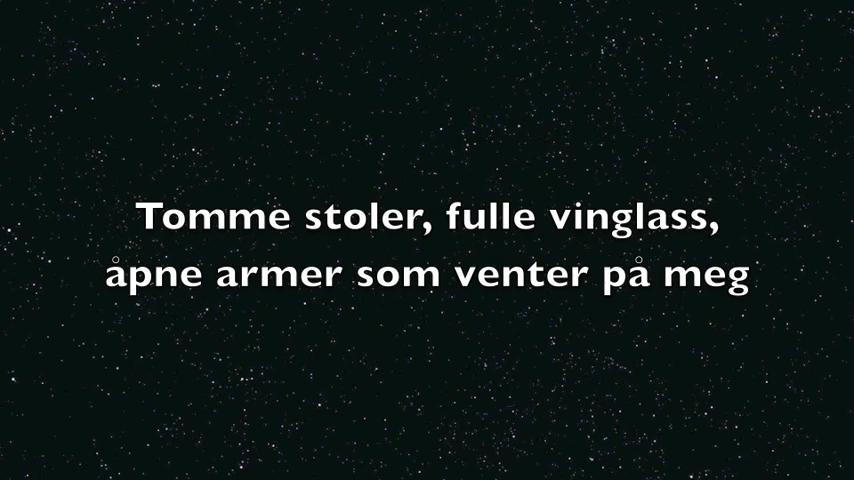 Tomme stoler, fulle vinglass,
åpne armer som venter på meg